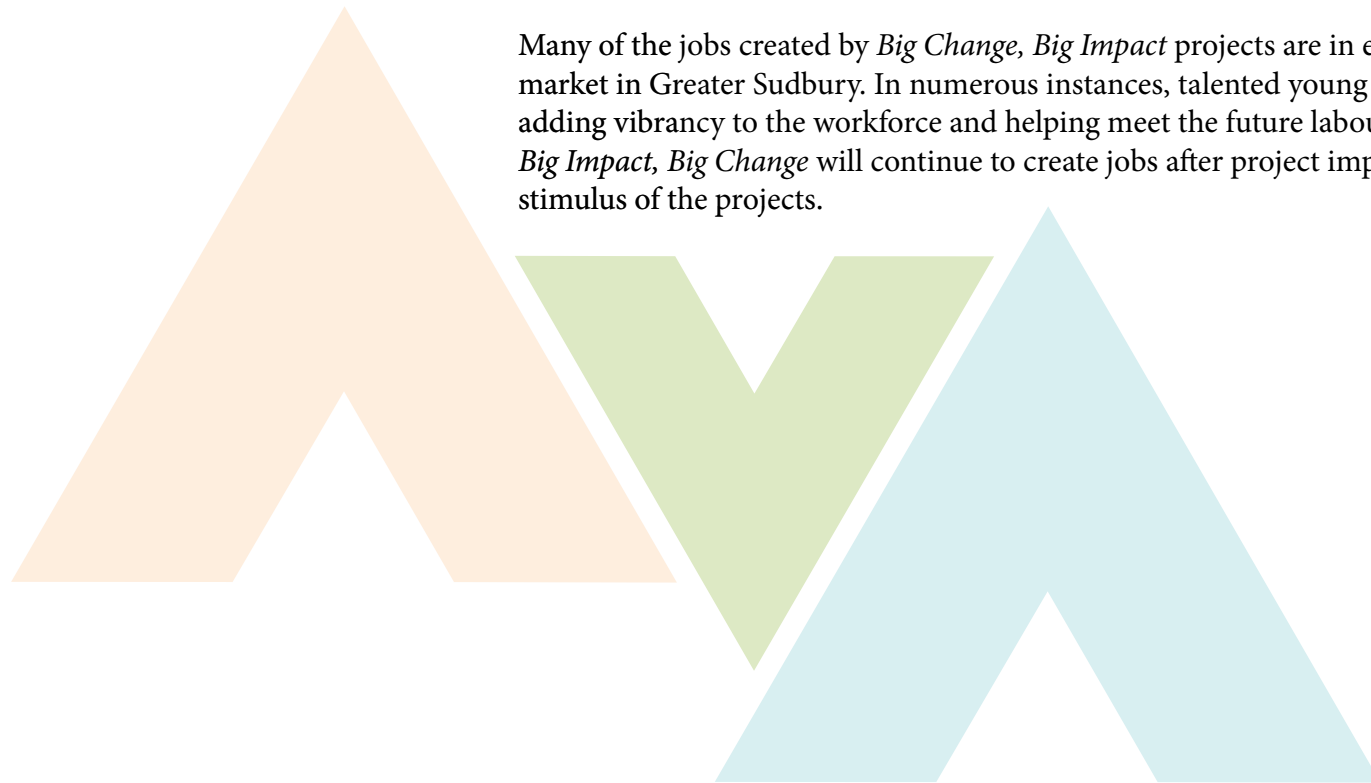 Many of the jobs created by Big Change, Big Impact projects are in
market in Greater Sudbury. In numerous instances, talented young
adding vibrancy to the workforce and helping meet the future
Big Impact, Big Change will continue to create jobs after project
stimulus of the projects.